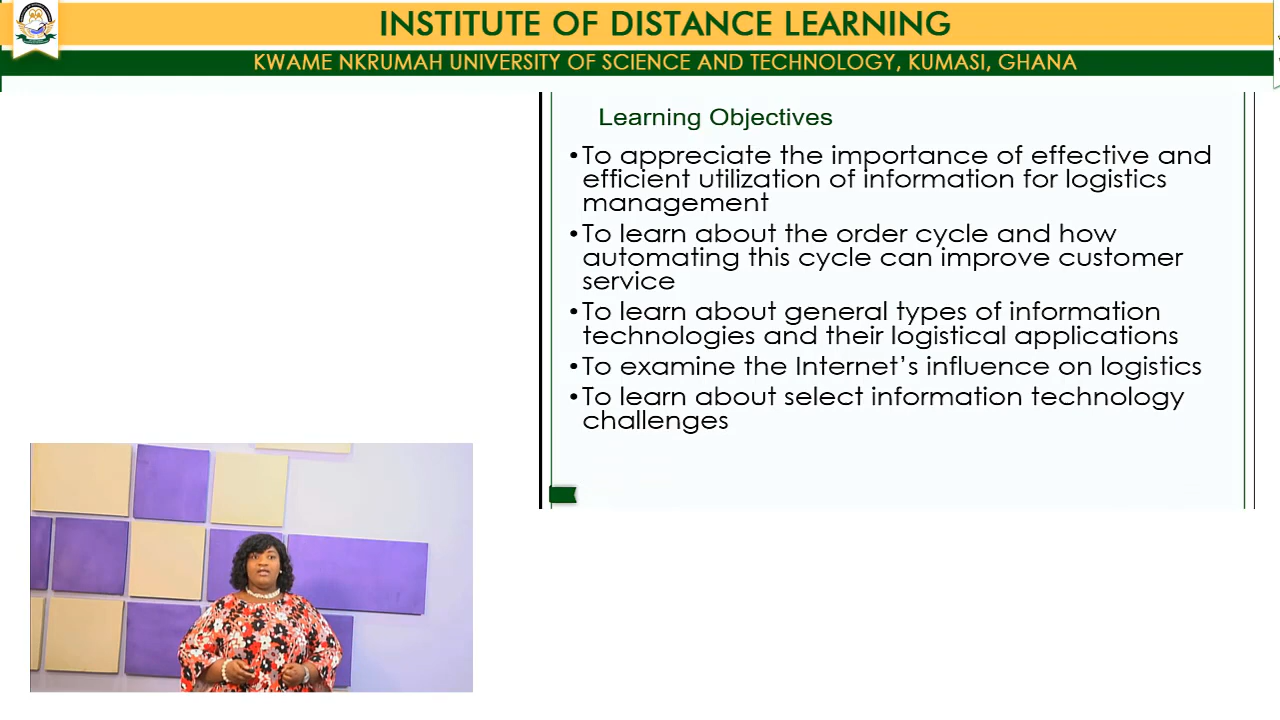 INSTITUTE OF DISTANCE LEARNING
KWAME NKRUMAH UNIVERSITY OF SCIENCE AND TECHNOLOGY, KUMASI, GHANA
Learning Objectives
•To appreciate the importance of effective and
efficient utilization of information for logistics
management
•To learn about the order cycle and how
automating this cycle can improve customer
service
•To learn about general types of information
technologies and their logistical applications
•To examine the Internet’s influence on logistics
•To learn about select information technology
challenges